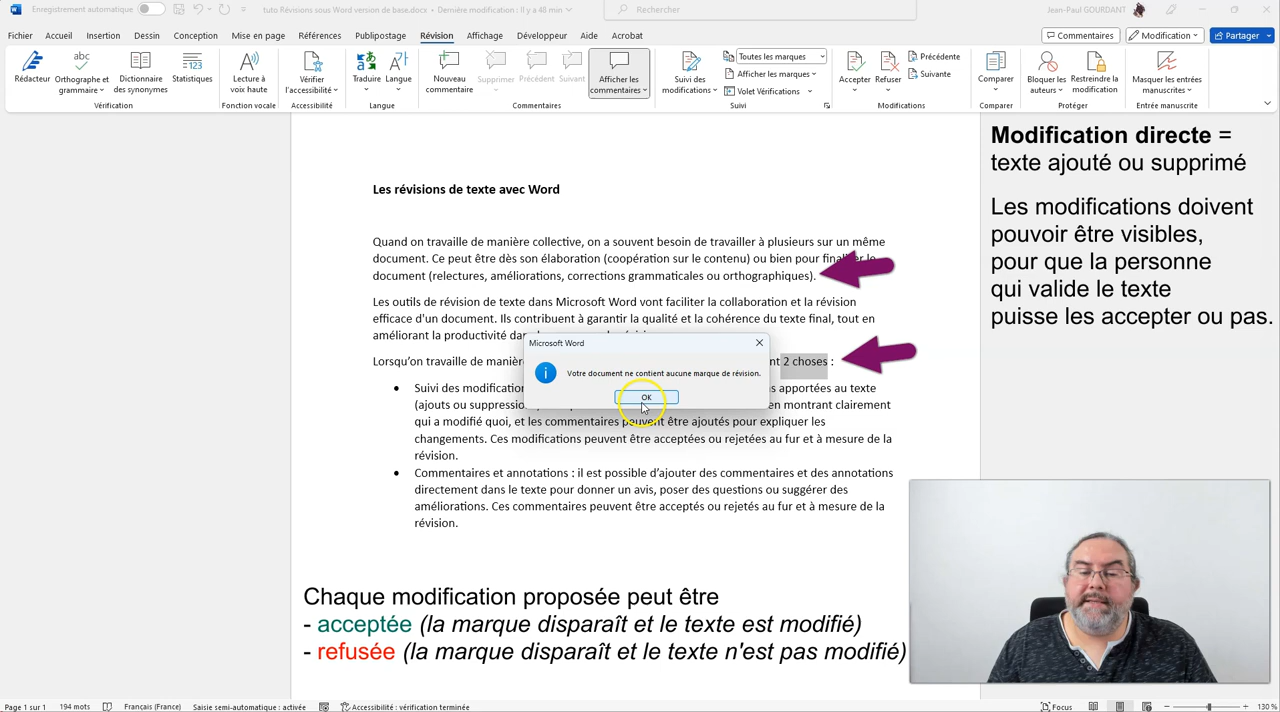 Enregistrement automatique
tuto Révisions sous Word version de base.docx • Dernière modification : Il y a 48 min
Rechercher
Jean-Paul GOURDANT
Fichier Accueil Insertion Dessin Conception Mise en page Références Publipostage Révision Affichage Développeur Aide Acrobat
Commentaires Modification Partager
Rédacteur
Orthographe et grammaire
Dictionnaire des synonymes
Statistiques
Lecture à voix haute
Vérifier l'accessibilité
Traduire
Langue
Nouveau commentaire
Supprimer
Précédent
Suivant
Afficher les commentaires
Suivi des modifications
Toutes les marques
Afficher les marques
Volet Vérifications
Accepter
Refuser
Précédente
Suivante
Comparer
Bloquer les auteurs
Restreindre la modification
Masquer les entrées manuscrites
Vérification Fonction vocale Accessibilité Langue Commentaires Suivi Modifications Comparer Protéger Entrée manuscrite
Les révisions de texte avec Word
Quand on travaille de manière collective, on a souvent besoin de travailler à plusieurs sur un même
document. Ce peut être dès son élaboration (coopération sur le contenu) ou bien pour finaliser le
document (relectures, améliorations, corrections grammaticales ou orthographiques).
Les outils de révision de texte dans Microsoft Word vont faciliter la collaboration et la révision
efficace d'un document. Ils contribuent à garantir la qualité et la cohérence du texte final, tout en
améliorant la productivité
Lorsqu'on travaille de manière
nt 2 choses :
Microsoft Word
Votre document ne contient aucune marque de révision.
OK
• Suivi des modification
s apportées au texte
(ajouts ou suppression
en montrant clairement
qui a modifié quoi, et les commentaires peuvent être ajoutés pour expliquer les
changements. Ces modifications peuvent être acceptées ou rejetées au fur et à mesure de la
révision.
• Commentaires et annotations : il est possible d'ajouter des commentaires et des annotations
directement dans le texte pour donner un avis, poser des questions ou suggérer des
améliorations. Ces commentaires peuvent être acceptés ou rejetés au fur et à mesure de la
révision.
Modification directe =
texte ajouté ou supprimé
Les modifications doivent
pouvoir être visibles,
pour que la personne
qui valide le texte
puisse les accepter ou pas.
Chaque modification proposée peut être
- acceptée (la marque disparaît et le texte est modifié)
- refusée (la marque disparaît et le texte n'est pas modifié)
Page 1 sur 1 194 mots Français (France) Saisie semi-automatique : activée Accessibilité : vérification terminée Focus 130 %